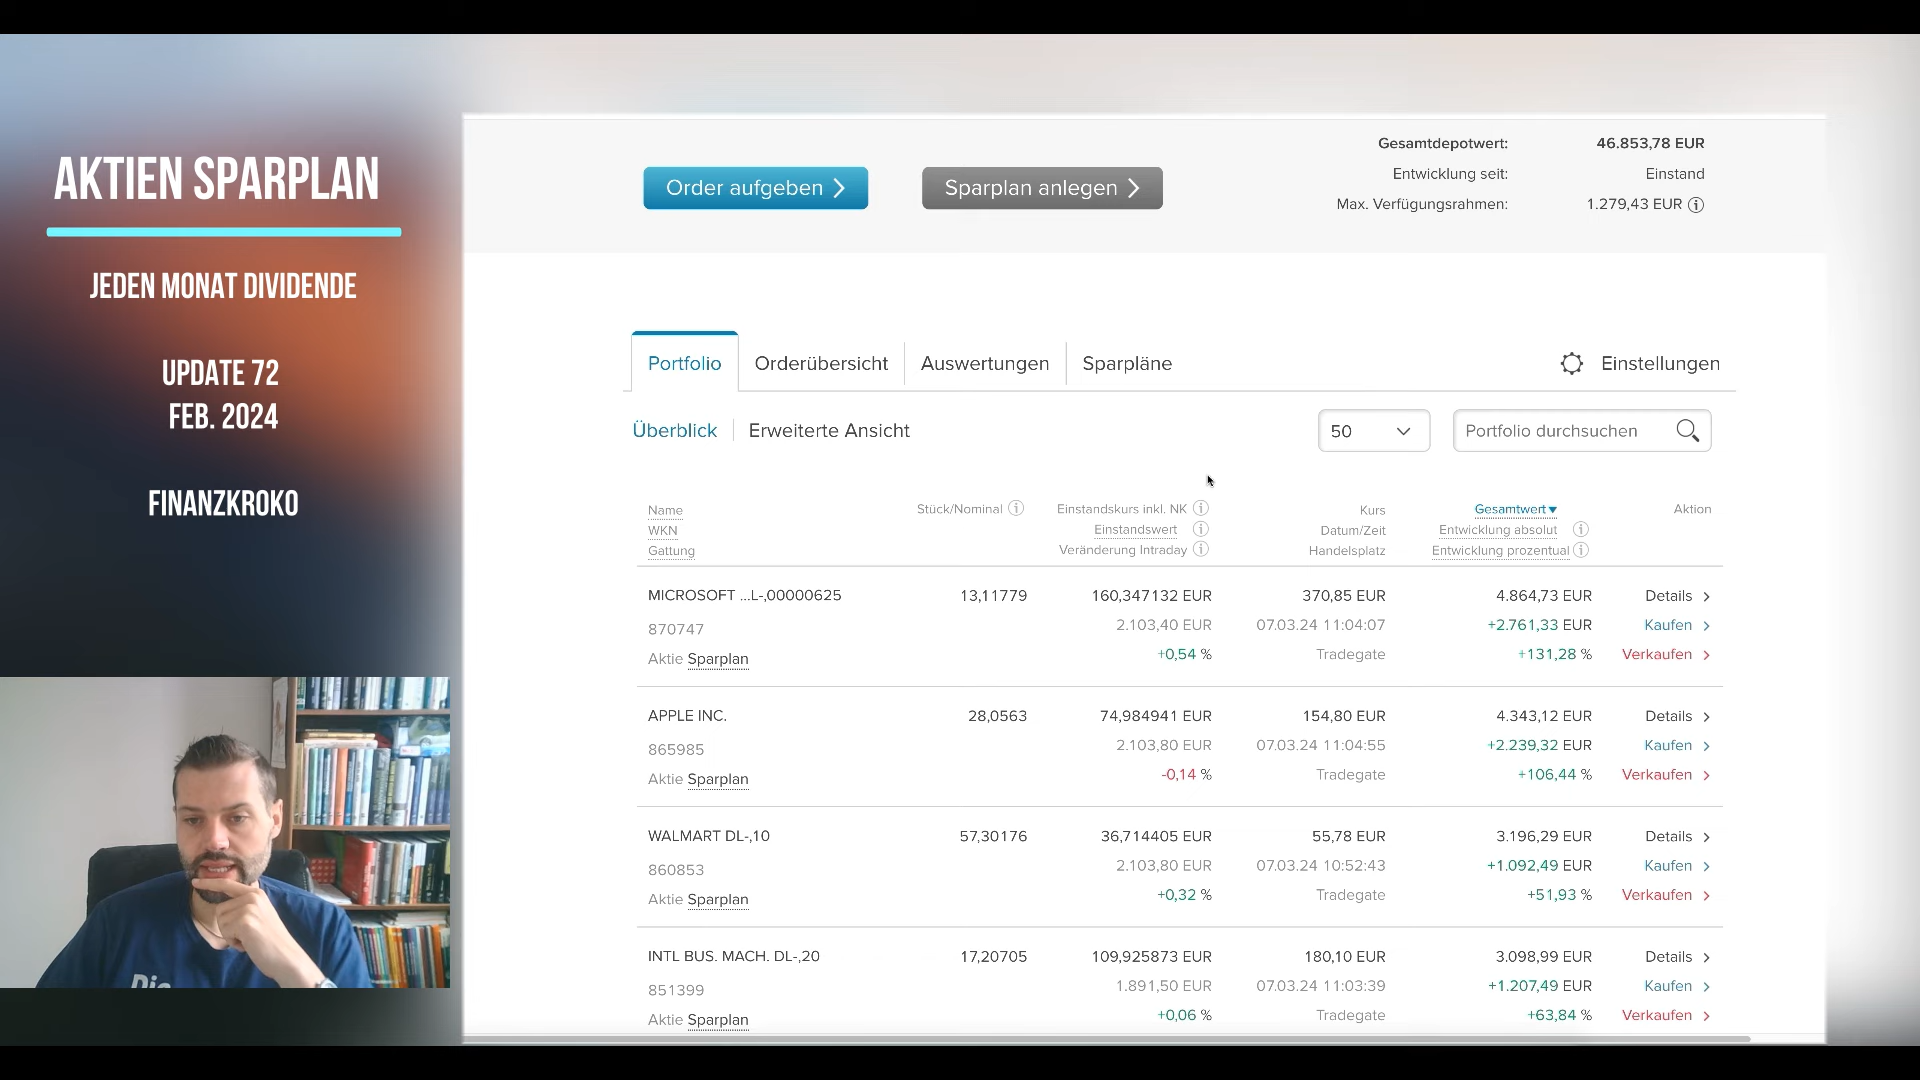 AKTIEN SPARPLAN
JEDEN MONAT DIVIDENDE
UPDATE 72
FEB. 2024
FINANZKROKO
Gesamtdepotwert: 46.853,78 EUR
Entwicklung seit: Einstand
Max. Verfügungsrahmen: 1.279,43 EUR
Order aufgeben
Sparplan anlegen
Portfolio Orderübersicht Auswertungen Sparpläne Einstellungen
Überblick Erweiterte Ansicht 50 Portfolio durchsuchen
Name Stück/Nominal Einstandskurs inkl. NK Kurs Gesamtwert Aktion
WKN Einstandswert Datum/Zeit Entwicklung absolut
Gattung Veränderung Intraday Handelsplatz Entwicklung prozentual
MICROSOFT ...L-,00000625 13,11779 160,347132 EUR 370,85 EUR 4.864,73 EUR Details
870747 2.103,40 EUR 07.03.24 11:04:07 +2.761,33 EUR Kaufen
Aktie Sparplan +0,54 % Tradegate +131,28 % Verkaufen
APPLE INC. 28,0563 74,984941 EUR 154,80 EUR 4.343,12 EUR Details
865985 2.103,80 EUR 07.03.24 11:04:55 +2.239,32 EUR Kaufen
Aktie Sparplan -0,14 % Tradegate +106,44 % Verkaufen
WALMART DL-,10 57,30176 36,714405 EUR 55,78 EUR 3.196,29 EUR Details
860853 2.103,80 EUR 07.03.24 10:52:43 +1.092,49 EUR Kaufen
Aktie Sparplan +0,32 % Tradegate +51,93 % Verkaufen
INTL BUS. MACH. DL-,20 17,20705 109,925873 EUR 180,10 EUR 3.098,99 EUR Details
851399 1.891,50 EUR 07.03.24 11:03:39 +1.207,49 EUR Kaufen
Aktie Sparplan +0,06 % Tradegate +63,84 % Verkaufen